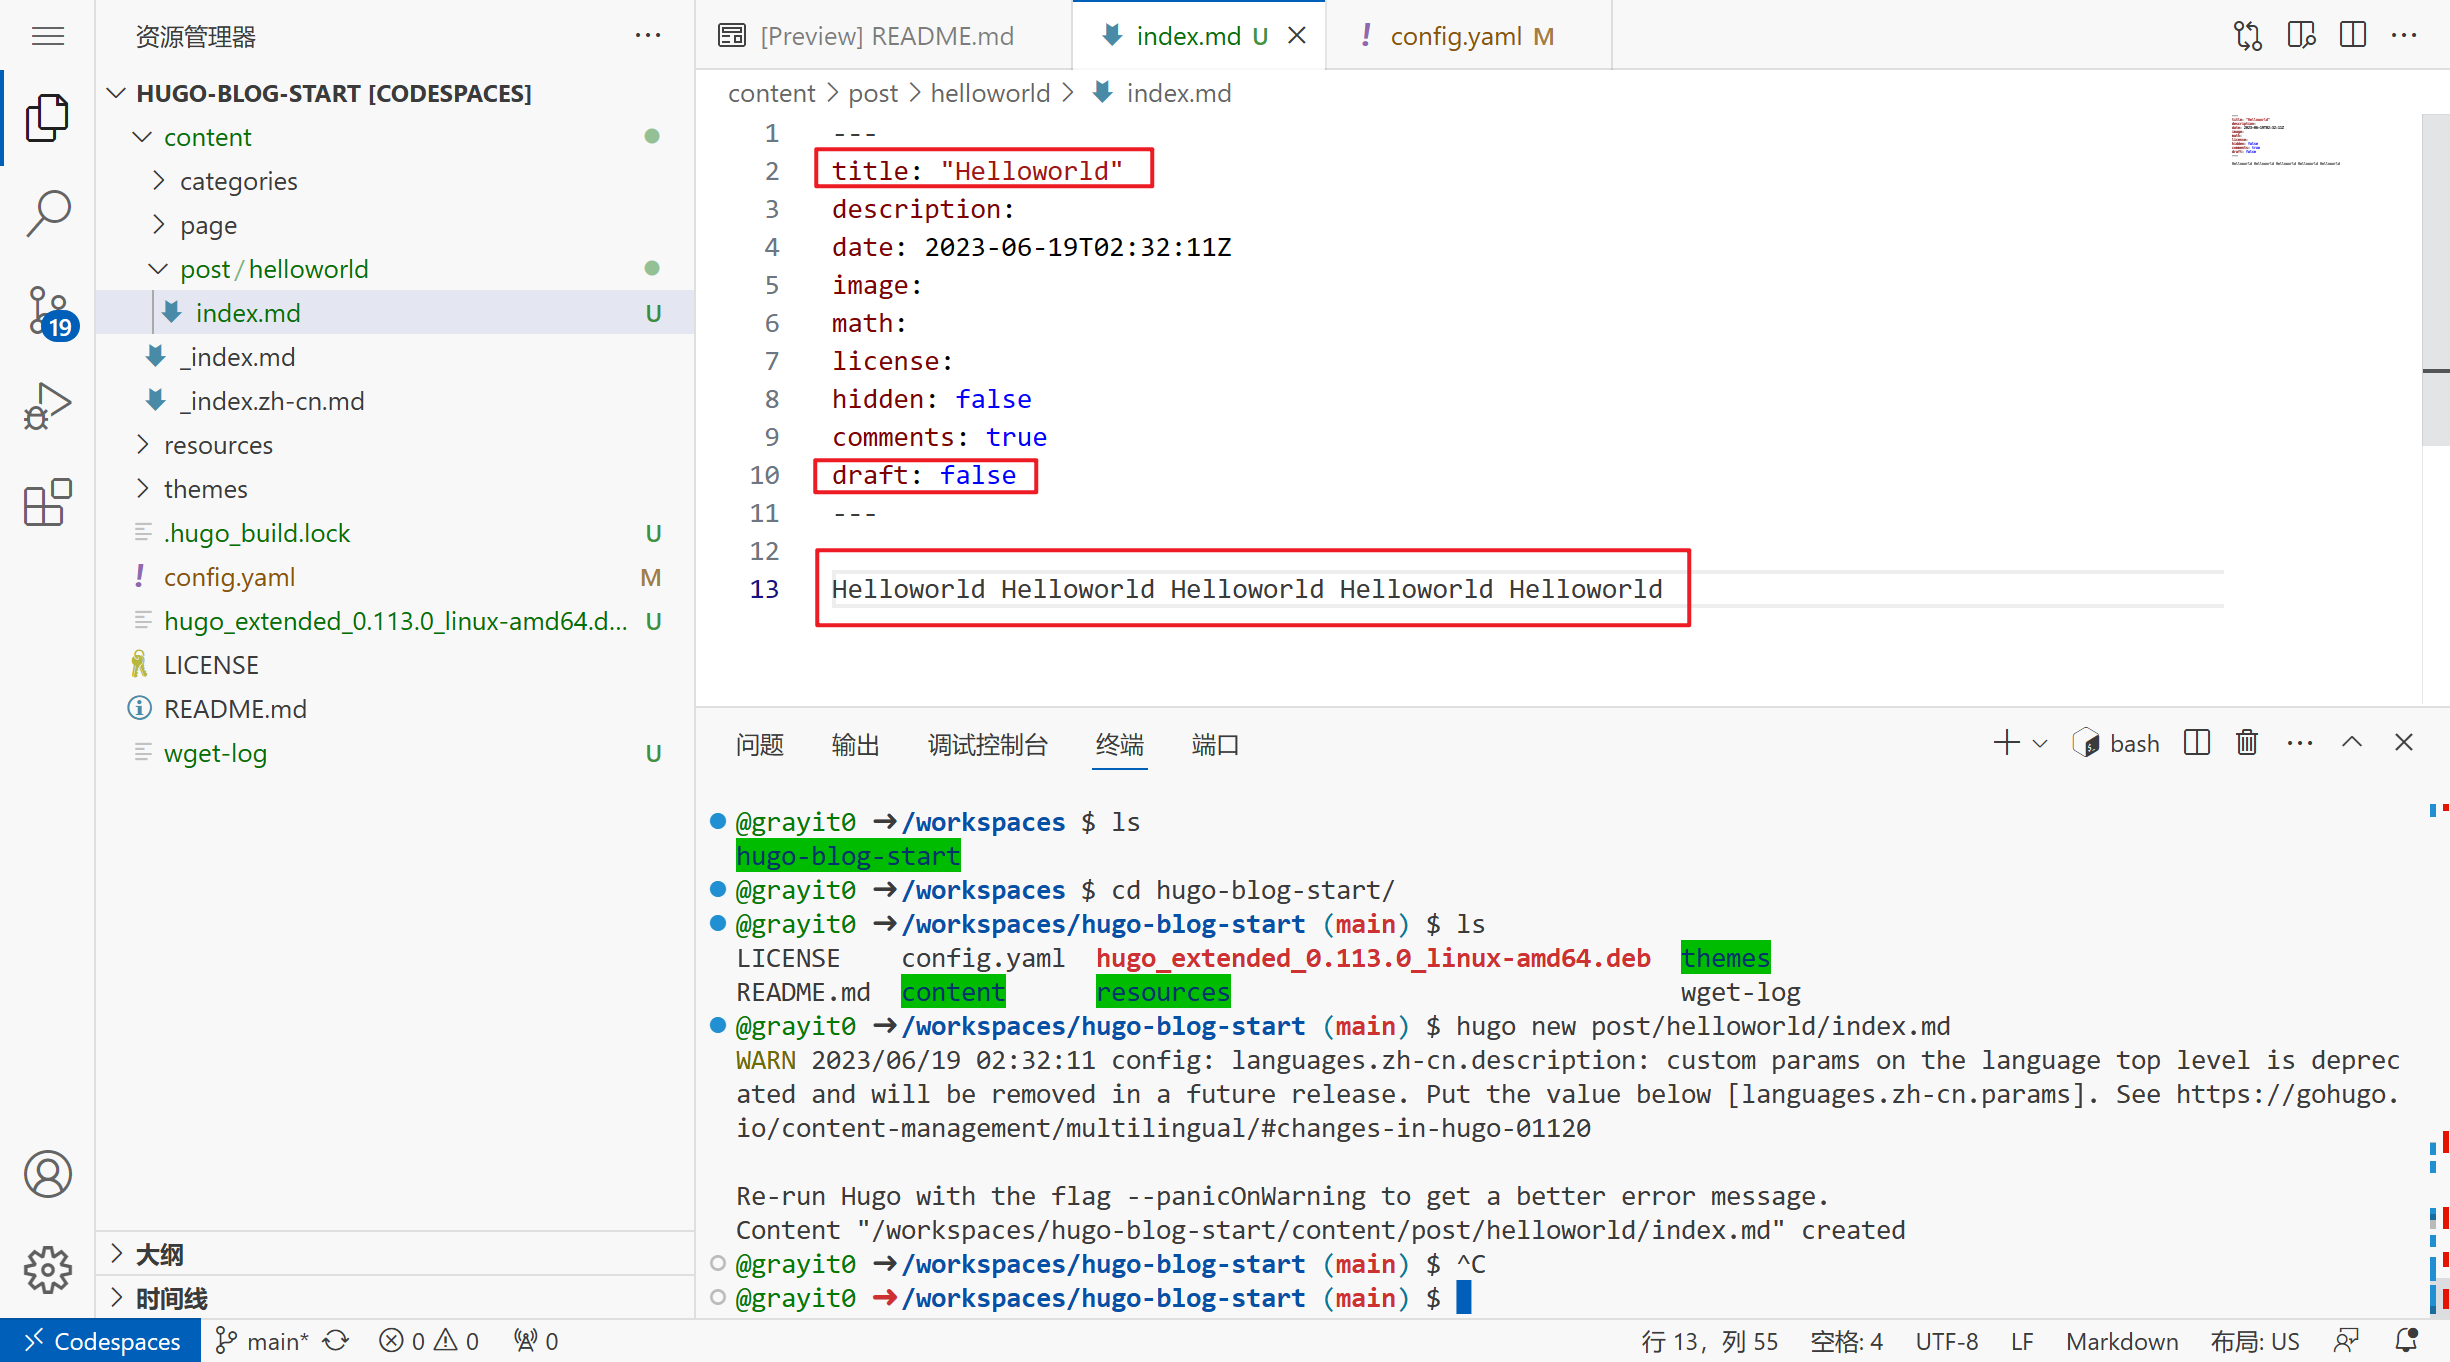 资源管理器
HUGO-BLOG-START [CODESPACES]
content
categories
page
post/helloworld
index.md U
_index.md
_index.zh-cn.md
resources
themes
.hugo_build.lock U
config.yaml M
hugo_extended_0.113.0_linux-amd64.d... U
LICENSE
README.md
wget-log U
大纲
时间线
19
[Preview] README.md
index.md U
config.yaml M
content > post > helloworld > index.md
1 ---
2 title: "Helloworld"
3 description:
4 date: 2023-06-19T02:32:11Z
5 image:
6 math:
7 license:
8 hidden: false
9 comments: true
10 draft: false
11 ---
12
13 Helloworld Helloworld Helloworld Helloworld Helloworld
问题 输出 调试控制台 终端 端口
bash
@grayit0 ➜/workspaces $ ls
hugo-blog-start
@grayit0 ➜/workspaces $ cd hugo-blog-start/
@grayit0 ➜/workspaces/hugo-blog-start (main) $ ls
LICENSE config.yaml hugo_extended_0.113.0_linux-amd64.deb themes
README.md content resources wget-log
@grayit0 ➜/workspaces/hugo-blog-start (main) $ hugo new post/helloworld/index.md
WARN 2023/06/19 02:32:11 config: languages.zh-cn.description: custom params on the language top level is deprec
ated and will be removed in a future release. Put the value below [languages.zh-cn.params]. See https://gohugo.
io/content-management/multilingual/#changes-in-hugo-01120
Re-run Hugo with the flag --panicOnWarning to get a better error message.
Content "/workspaces/hugo-blog-start/content/post/helloworld/index.md" created
@grayit0 ➜/workspaces/hugo-blog-start (main) $ ^C
@grayit0 ➜/workspaces/hugo-blog-start (main) $
Codespaces main* 0 0 0 行 13，列 55 空格: 4 UTF-8 LF Markdown 布局: US